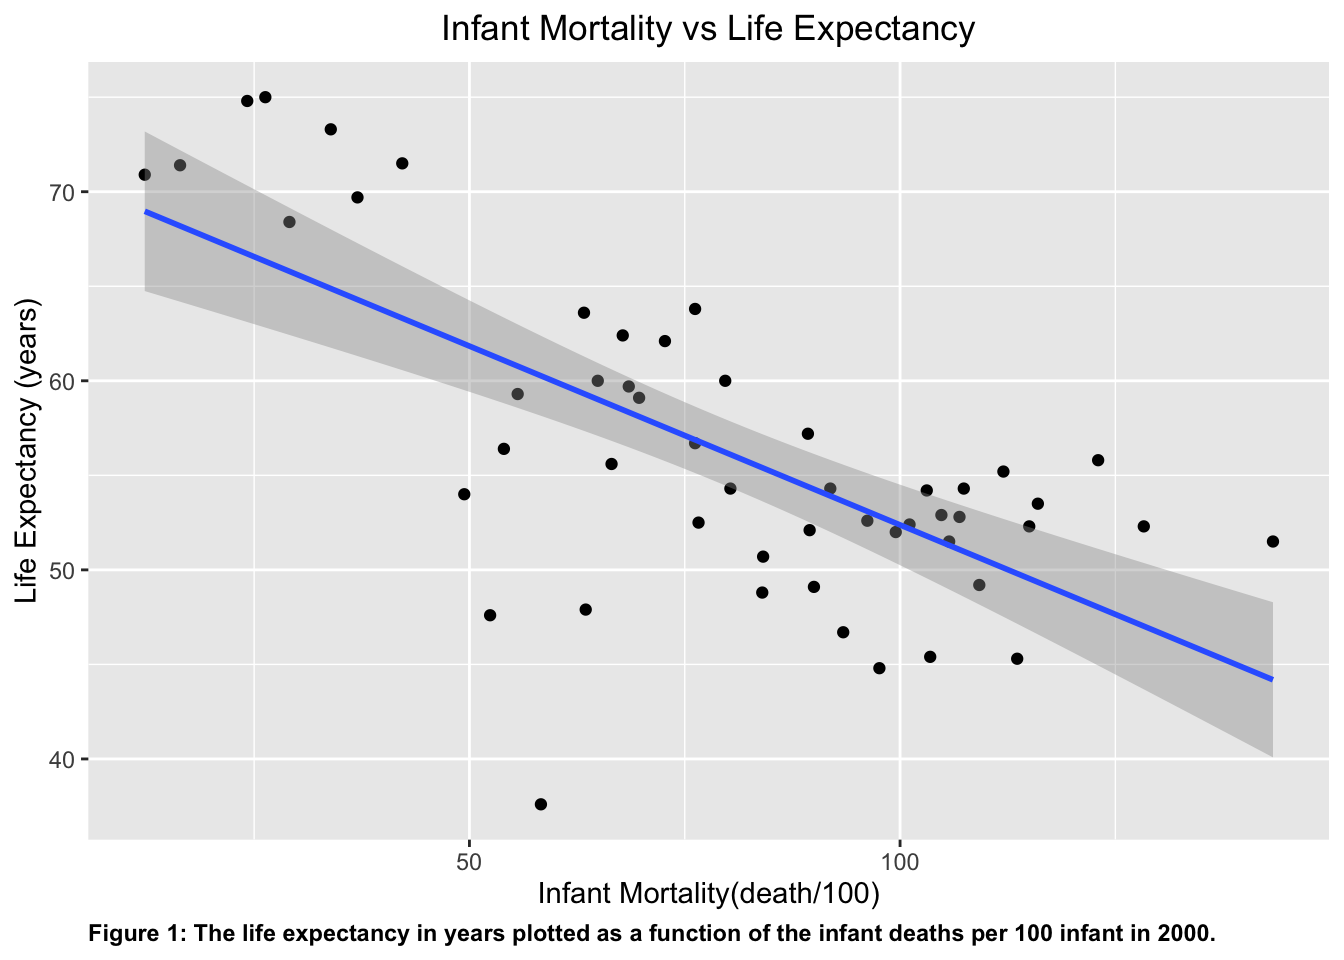 Infant Mortality vs Life Expectancy
Life Expectancy (years)
70
60
50
40
50
100
Infant Mortality(death/100)
Figure 1: The life expectancy in years plotted as a function of the infant deaths per 100 infant in 2000.